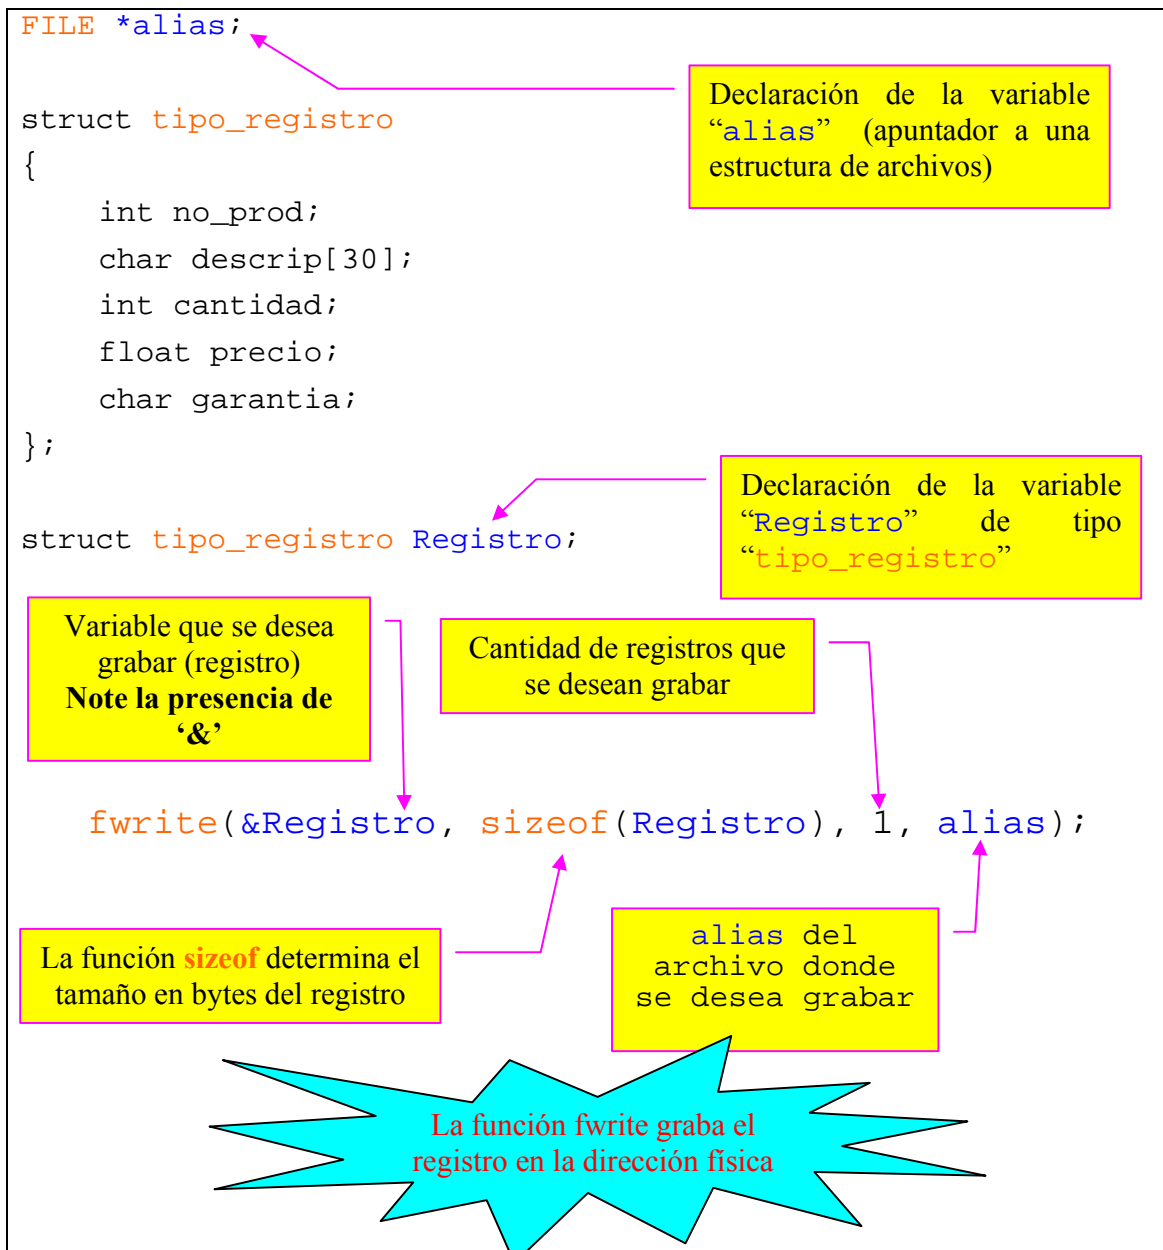 FILE *alias;
Declaración de la variable
“alias” (apuntador a una
estructura de archivos)
struct tipo_registro
{
int no_prod;
char descrip[30];
int cantidad;
float precio;
char garantia;
};
Declaración de la variable
“Registro” de tipo
“tipo_registro”
struct tipo_registro Registro;
Variable que se desea
grabar (registro)
Note la presencia de
‘&’
Cantidad de registros que
se desean grabar
fwrite(&Registro, sizeof(Registro), 1, alias);
La función sizeof determina el
tamaño en bytes del registro
alias del
archivo donde
se desea grabar
La función fwrite graba el
registro en la dirección física